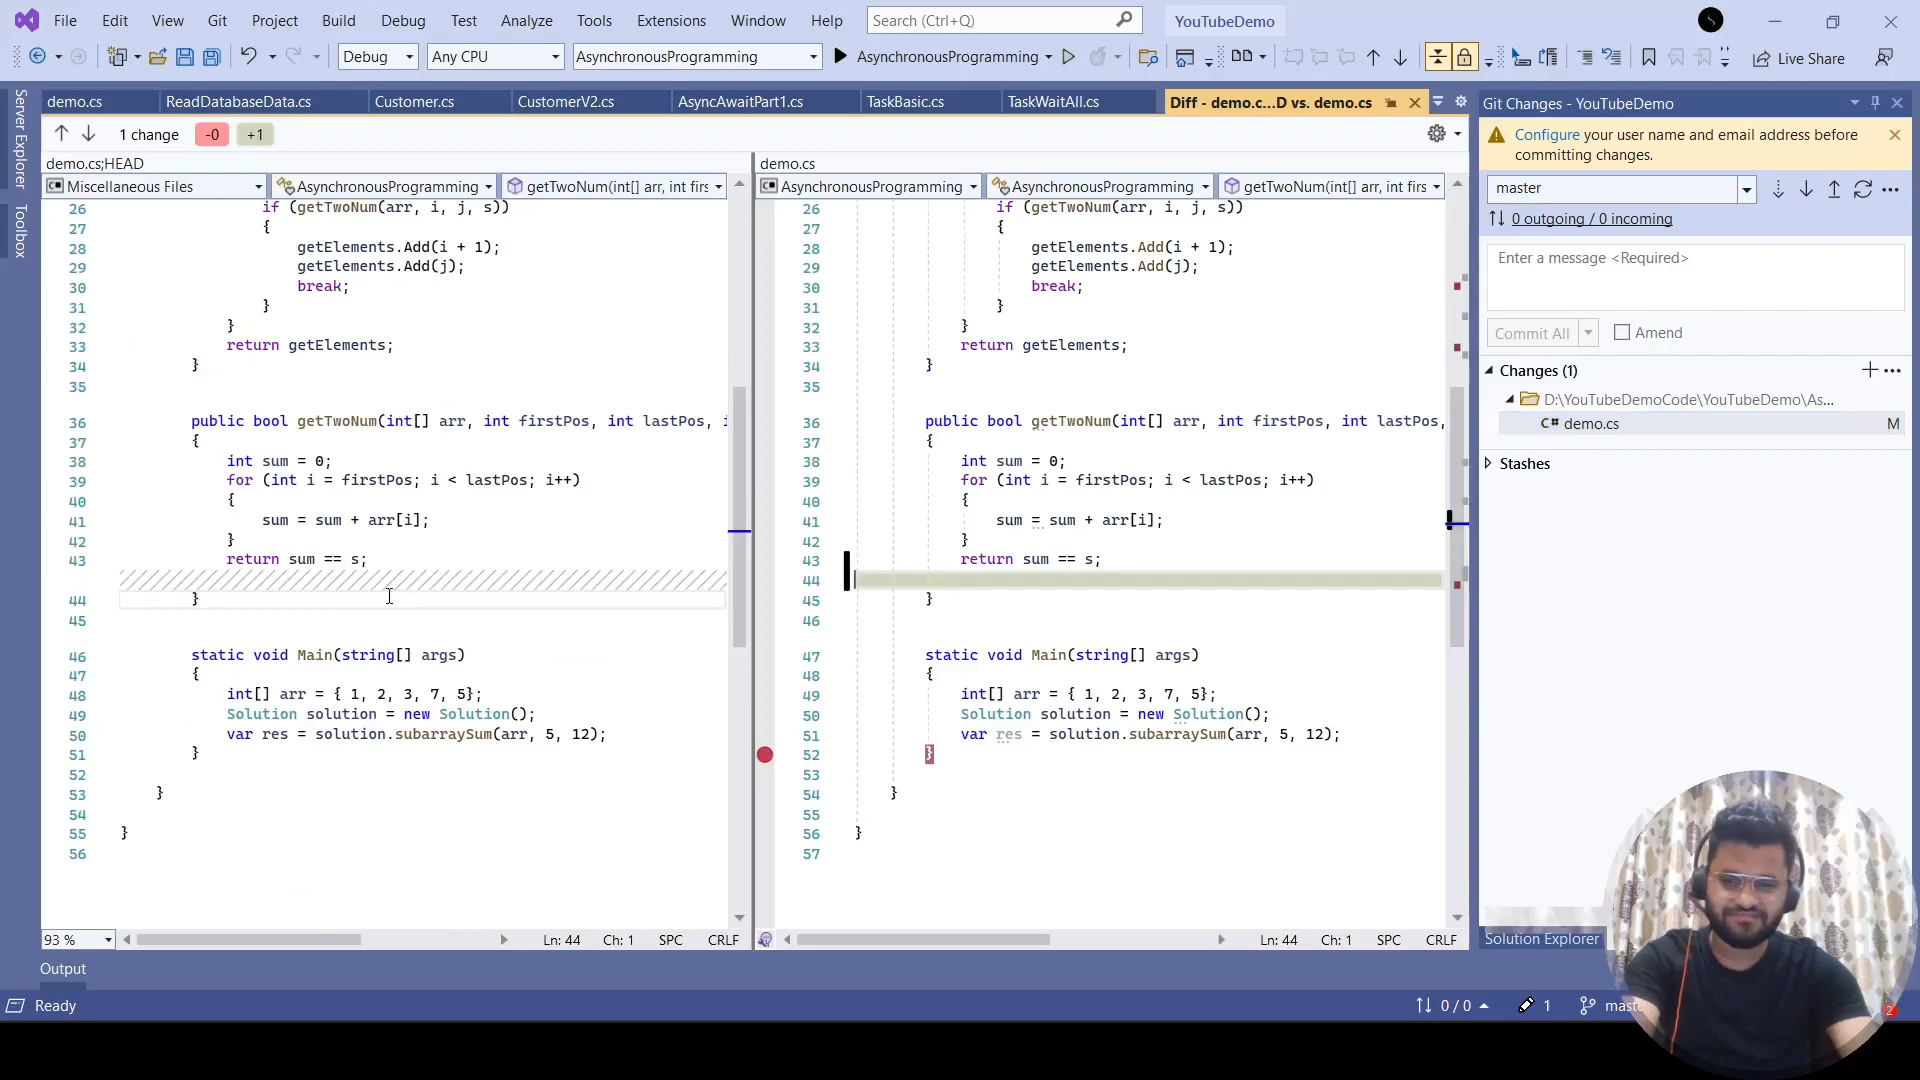 File Edit View Git Project Build Debug Test Analyze Tools Extensions Window Help Search (Ctrl+Q) YouTubeDemo
Debug Any CPU AsynchronousProgramming AsynchronousProgramming Live Share
Server Explorer
Toolbox
demo.cs ReadDatabaseData.cs Customer.cs CustomerV2.cs AsyncAwaitPart1.cs TaskBasic.cs TaskWaitAll.cs Diff - demo.c...D vs. demo.cs
1 change -0 +1
demo.cs;HEAD
Miscellaneous Files AsynchronousProgramming getTwoNum(int[] arr, int firs
26 if (getTwoNum(arr, i, j, s))
27 {
28 getElements.Add(i + 1);
29 getElements.Add(j);
30 break;
31 }
32 }
33 return getElements;
34 }
35
36 public bool getTwoNum(int[] arr, int firstPos, int lastPos, i
37 {
38 int sum = 0;
39 for (int i = firstPos; i < lastPos; i++)
40 {
41 sum = sum + arr[i];
42 }
43 return sum == s;
44 }
45
46 static void Main(string[] args)
47 {
48 int[] arr = { 1, 2, 3, 7, 5};
49 Solution solution = new Solution();
50 var res = solution.subarraySum(arr, 5, 12);
51 }
52
53 }
54
55 }
56
93 % Ln: 44 Ch: 1 SPC CRLF
demo.cs
AsynchronousProgramming AsynchronousProgramming getTwoNum(int[] arr, int firs
26 if (getTwoNum(arr, i, j, s))
27 {
28 getElements.Add(i + 1);
29 getElements.Add(j);
30 break;
31 }
32 }
33 return getElements;
34 }
35
36 public bool getTwoNum(int[] arr, int firstPos, int lastPos,
37 {
38 int sum = 0;
39 for (int i = firstPos; i < lastPos; i++)
40 {
41 sum = sum + arr[i];
42 }
43 return sum == s;
44
45 }
46
47 static void Main(string[] args)
48 {
49 int[] arr = { 1, 2, 3, 7, 5};
50 Solution solution = new Solution();
51 var res = solution.subarraySum(arr, 5, 12);
52 }
53
54 }
55
56 }
57
Ln: 44 Ch: 1 SPC CRLF
Git Changes - YouTubeDemo
Configure your user name and email address before
committing changes.
master
0 outgoing / 0 incoming
Enter a message <Required>
Commit All Amend
Changes (1)
D:\YouTubeDemoCode\YouTubeDemo\As...
C# demo.cs M
Stashes
Solution Explorer
Output
Ready 0 / 0 1
2